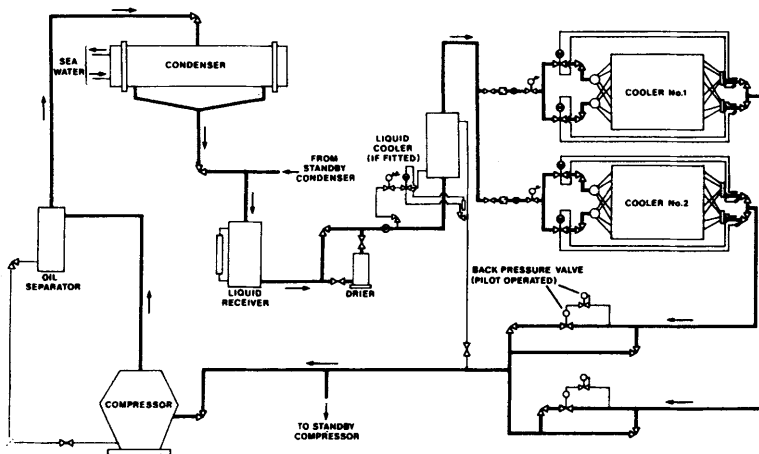 SEA
WATER
CONDENSER
FROM
STANDBY
CONDENSER
LIQUID
COOLER
(IF FITTED)
COOLER No.1
COOLER No.2
OIL
SEPARATOR
LIQUID
RECEIVER
DRIER
BACK PRESSURE VALVE
(PILOT OPERATED)
COMPRESSOR
TO STANDBY
COMPRESSOR